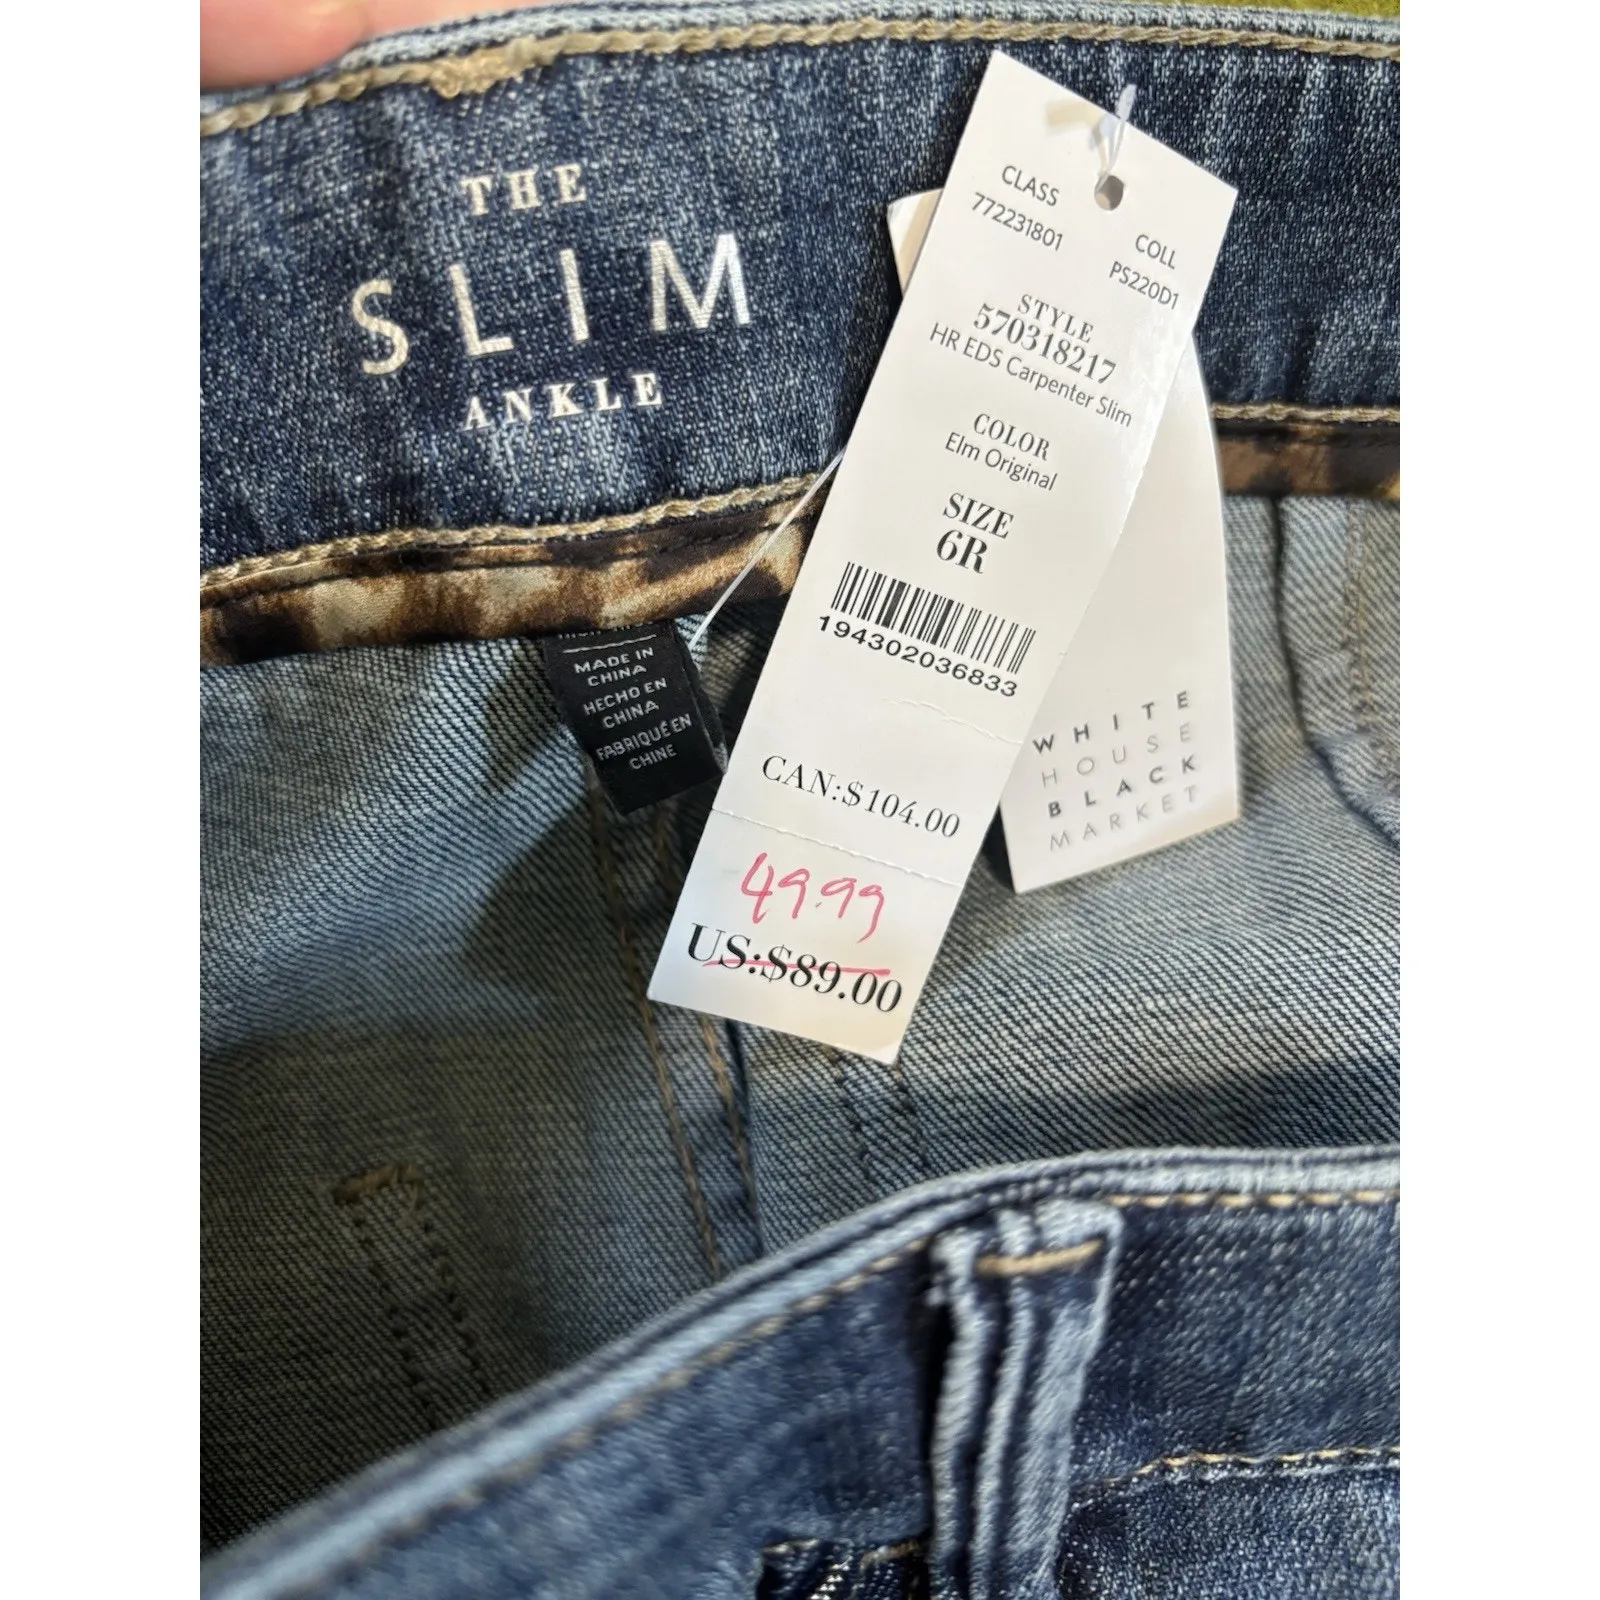 THE
SLIM
ANKLE
MADE IN
CHINA
HECHO EN
CHINA
FABRIQUÉ EN
CHINE
CLASS
772231801
COLL
PS220D1
STYLE
570318217
HR EDS Carpenter Slim
COLOR
Elm Original
SIZE
6R
194302036833
CAN:$104.00
49.99
US:$89.00
WHITE
HOUSE
BLACK
MARKET